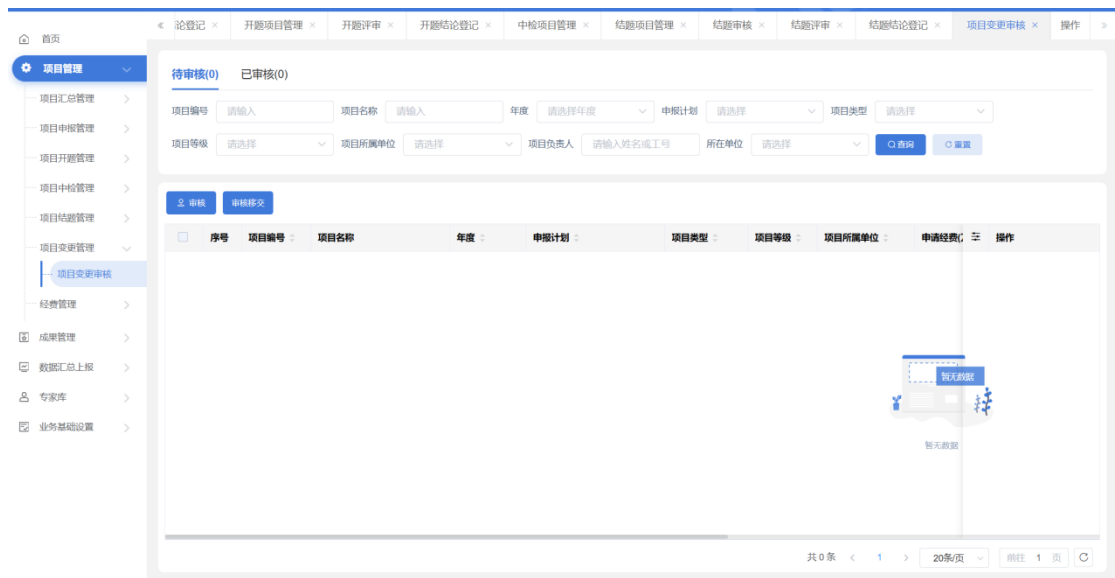 首页
« 论登记 × 开题项目管理 × 开题评审 × 开题结论登记 × 中检项目管理 × 结题项目管理 × 结题审核 × 结题评审 × 结题结论登记 × 项目变更审核 × 操作 »
项目管理
项目汇总管理
项目申报管理
项目开题管理
项目中检管理
项目结题管理
项目变更管理
项目变更审核
经费管理
成果管理
数据汇总上报
专家库
业务基础设置
待审核(0) 已审核(0)
项目编号 请输入 项目名称 请输入 年度 请选择年度 申报计划 请选择 项目类型 请选择
项目等级 请选择 项目所属单位 请选择 项目负责人 请输入姓名或工号 所在单位 请选择 查询 重置
审核 审核移交
序号 项目编号 项目名称 年度 申报计划 项目类型 项目等级 项目所属单位 申请经费( 操作
暂无数据
暂无数据
共 0 条 < 1 > 20条/页 前往 1 页